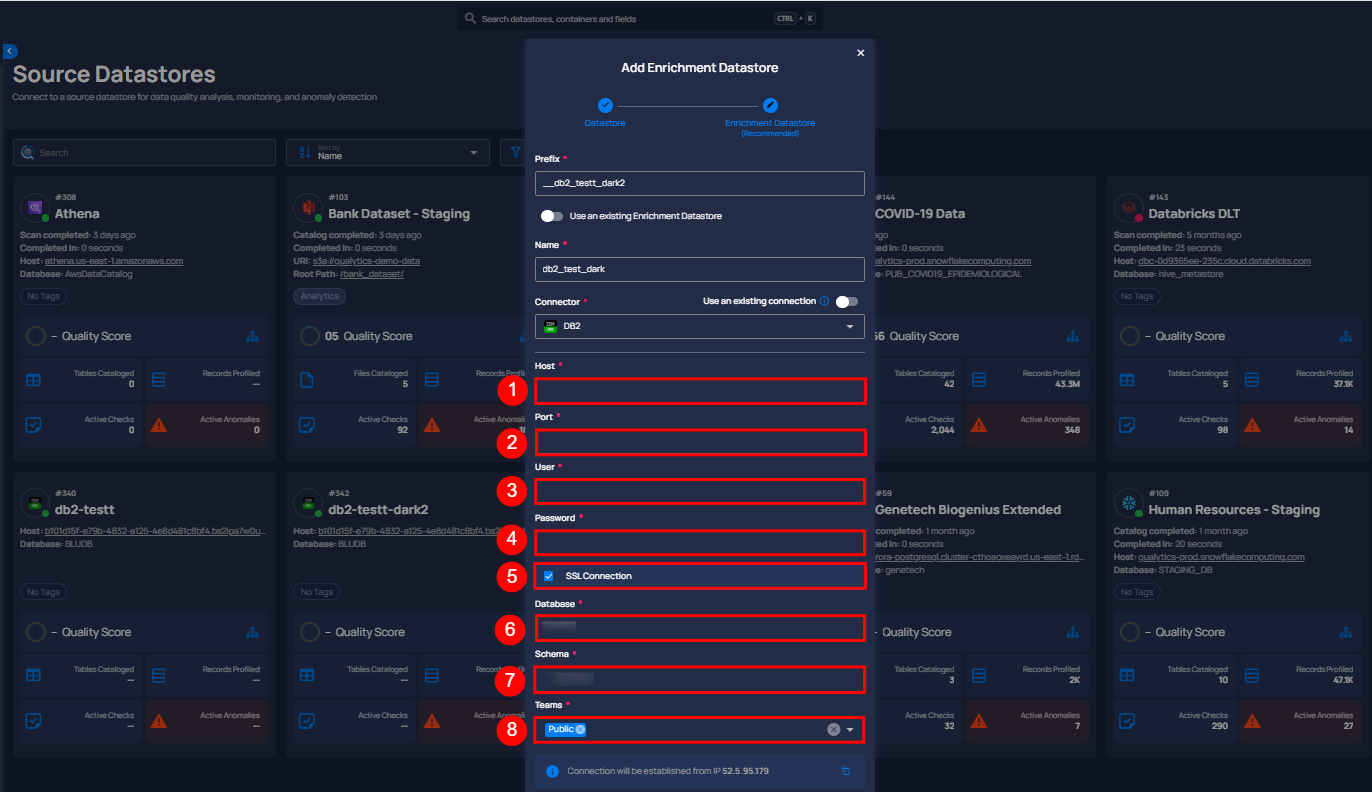 Search datastores, containers and fields
CTRL + K
Source Datastores
Connect to a source datastore for data quality analysis, monitoring, and anomaly detection
Search
Sort by
Name
#308
Athena
Scan completed: 3 days ago
Completed In: 0 seconds
Host: athena.us-east-1.amazonaws.com
Database: AwsDataCatalog
No Tags
– Quality Score
Tables Cataloged
0
Records Profiled
--
Active Checks
0
Active Anomalies
0
#103
Bank Dataset - Staging
Catalog completed: 3 days ago
Completed In: 0 seconds
URI: s3a://qualytics-demo-data
Root Path: /bank_dataset/
Analytics
05 Quality Score
Files Cataloged
5
Records Profil
Active Checks
92
Active Anomal
Add Enrichment Datastore
Datastore
Enrichment Datastore
(Recommended)
Prefix *
__db2_testt_dark2
Use an existing Enrichment Datastore
Name *
db2_test_dark
Connector *
Use an existing connection
DB2
Host *
1
Port *
2
User *
3
Password *
4
5
SSL Connection
Database *
6
Schema *
7
Teams *
8
Public
Connection will be established from IP 52.5.95.179
#144
COVID-19 Data
ago
d In: 0 seconds
alytics-prod.snowflakecomputing.com
e: PUB_COVID19_EPIDEMIOLOGICAL
56 Quality Score
Tables Cataloged
42
Records Profiled
43.3M
Active Checks
2,044
Active Anomalies
348
#143
Databricks DLT
Scan completed: 5 months ago
Completed In: 23 seconds
Host: dbc-0d9365ee-235c.cloud.databricks.com
Database: hive_metastore
No Tags
– Quality Score
Tables Cataloged
5
Records Profiled
37.1K
Active Checks
98
Active Anomalies
14
#340
db2-testt
Host: b101d15f-e79b-4832-a125-4e8d481c8bf4.bs2ipa7w0u...
Database: BLUDB
No Tags
– Quality Score
Tables Cataloged
--
Records Profiled
--
Active Checks
--
Active Anomalies
--
#342
db2-testt-dark2
Host: b101d15f-e79b-4832-a125-4e8d481c8bf4.bs2
Database: BLUDB
No Tags
– Quality Score
Tables Cataloged
--
Active Checks
--
#59
Genetech Biogenius Extended
completed: 1 month ago
ed In: 0 seconds
rora-postgresql.cluster-cthoaoxeayrd.us-east-1.rd...
e: genetech
– Quality Score
Tables Cataloged
3
Records Profiled
2K
Active Checks
32
Active Anomalies
7
#109
Human Resources - Staging
Catalog completed: 1 month ago
Completed In: 20 seconds
Host: qualytics-prod.snowflakecomputing.com
Database: STAGING_DB
No Tags
– Quality Score
Tables Cataloged
10
Records Profiled
47.1K
Active Checks
290
Active Anomalies
27